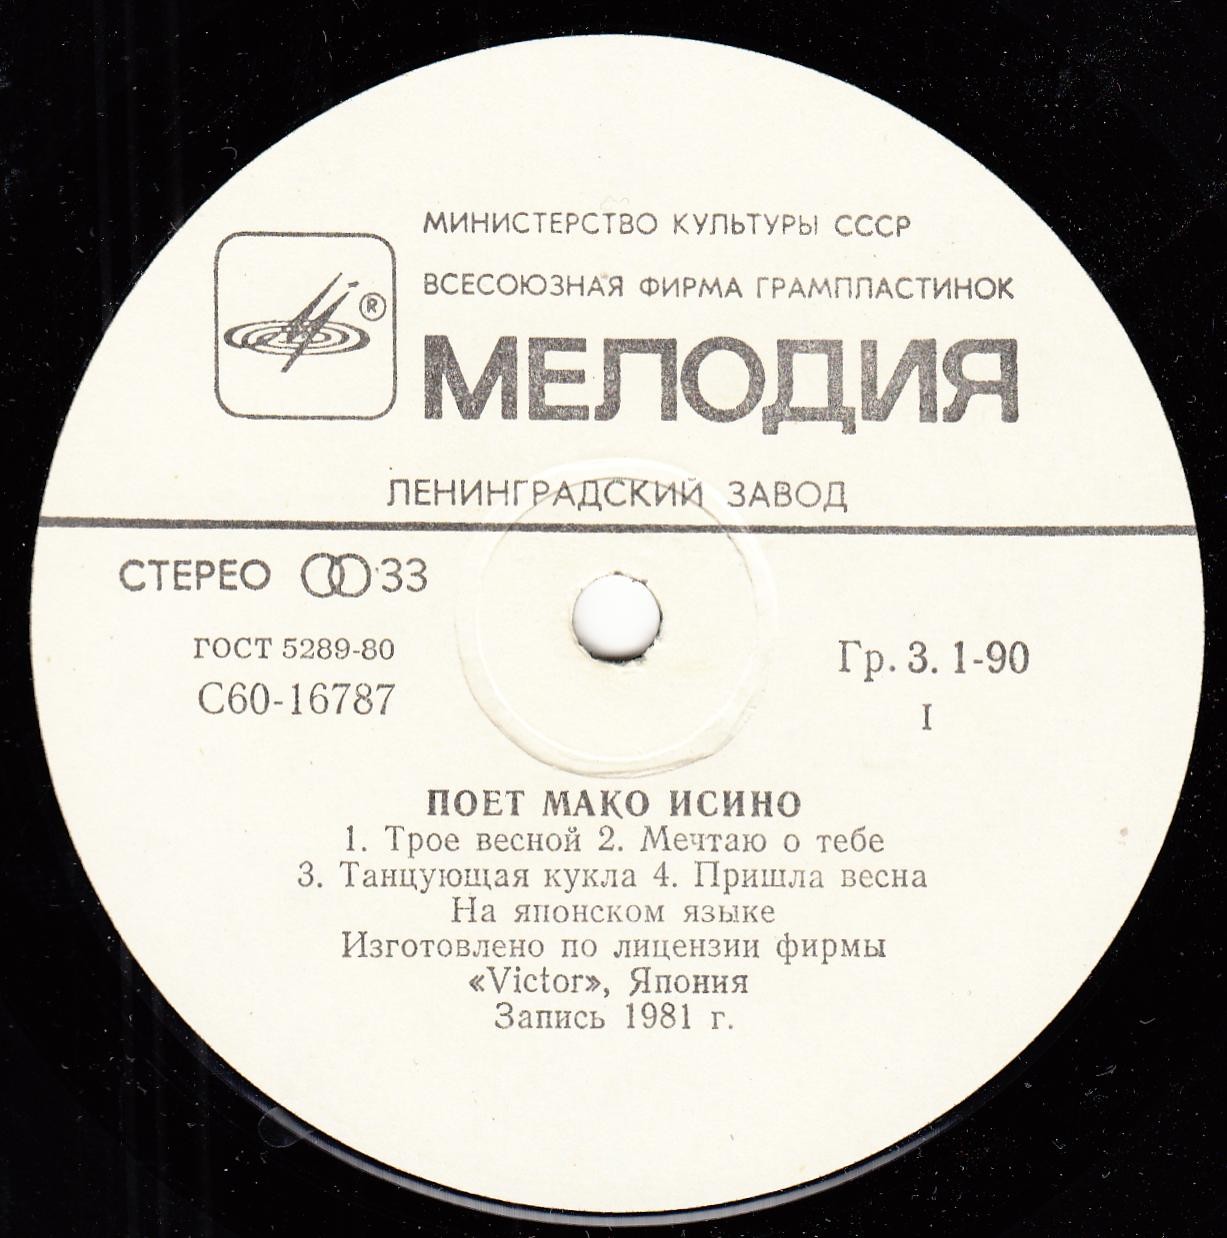 МИНИСТЕРСТВО КУЛЬТУРЫ СССР
ВСЕСОЮЗНАЯ ФИРМА ГРАМПЛАСТИНОК
®
МЕЛОДИЯ
ЛЕНИНГРАДСКИЙ ЗАВОД
СТЕРЕО 33
ГОСТ 5289-80
С60-16787
Гр. 3. 1-90
I
ПОЕТ МАКО ИСИНО
1. Трое весной 2. Мечтаю о тебе
3. Танцующая кукла 4. Пришла весна
На японском языке
Изготовлено по лицензии фирмы
«Victor», Япония
Запись 1981 г.